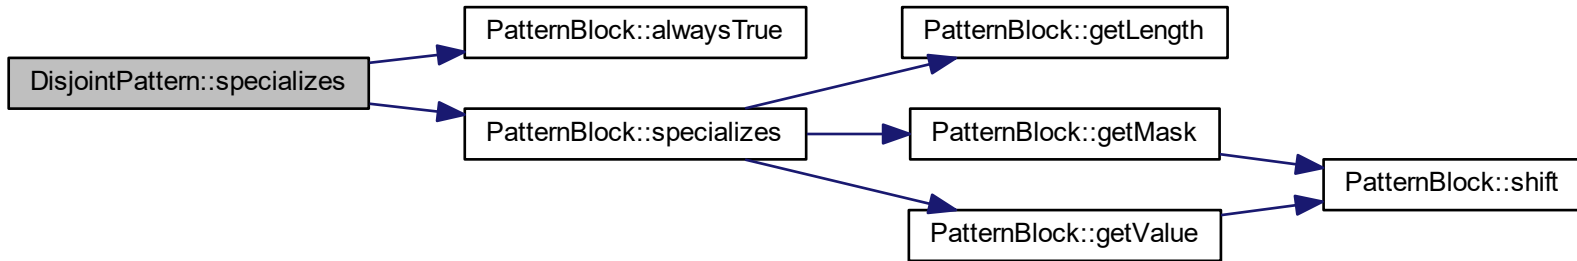 DisjointPattern::specializes
PatternBlock::alwaysTrue
PatternBlock::specializes
PatternBlock::getLength
PatternBlock::getMask
PatternBlock::getValue
PatternBlock::shift